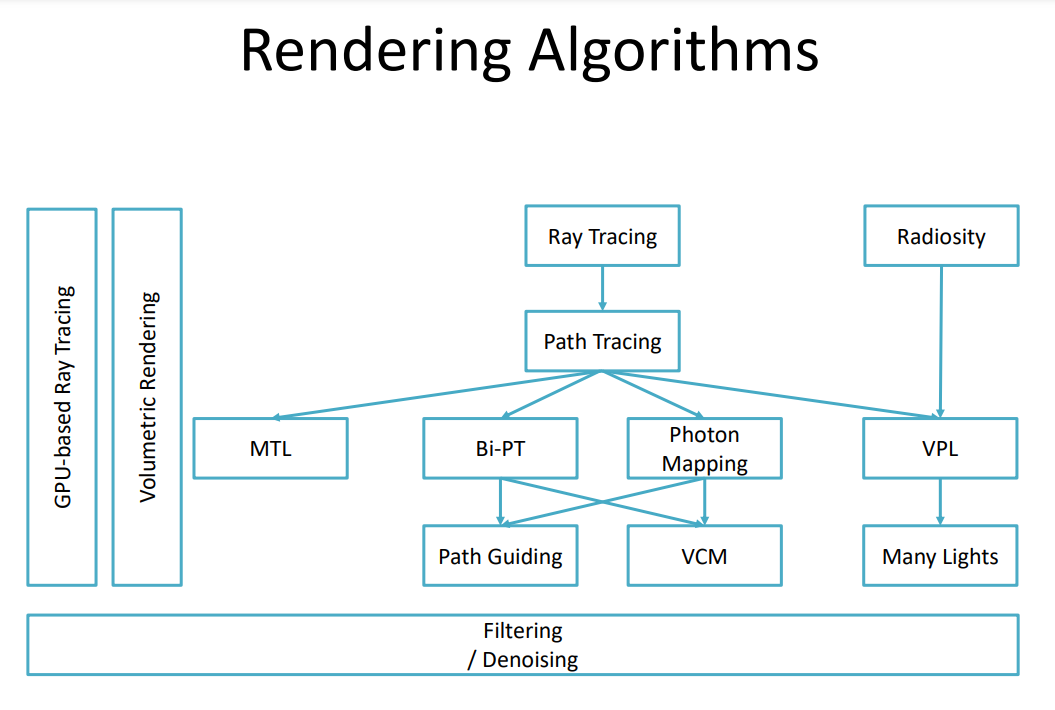 Rendering Algorithms
GPU-based Ray Tracing
Volumetric Rendering
Ray Tracing
Radiosity
Path Tracing
MTL
Bi-PT
Photon
Mapping
VPL
Path Guiding
VCM
Many Lights
Filtering
/ Denoising